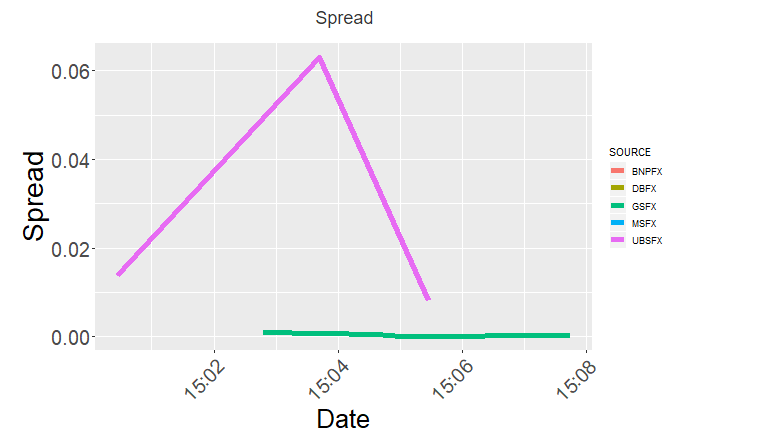 Spread
Spread
0.06
0.04
0.02
0.00
15:02
15:04
15:06
15:08
Date
SOURCE
BNPFX
DBFX
GSFX
MSFX
UBSFX